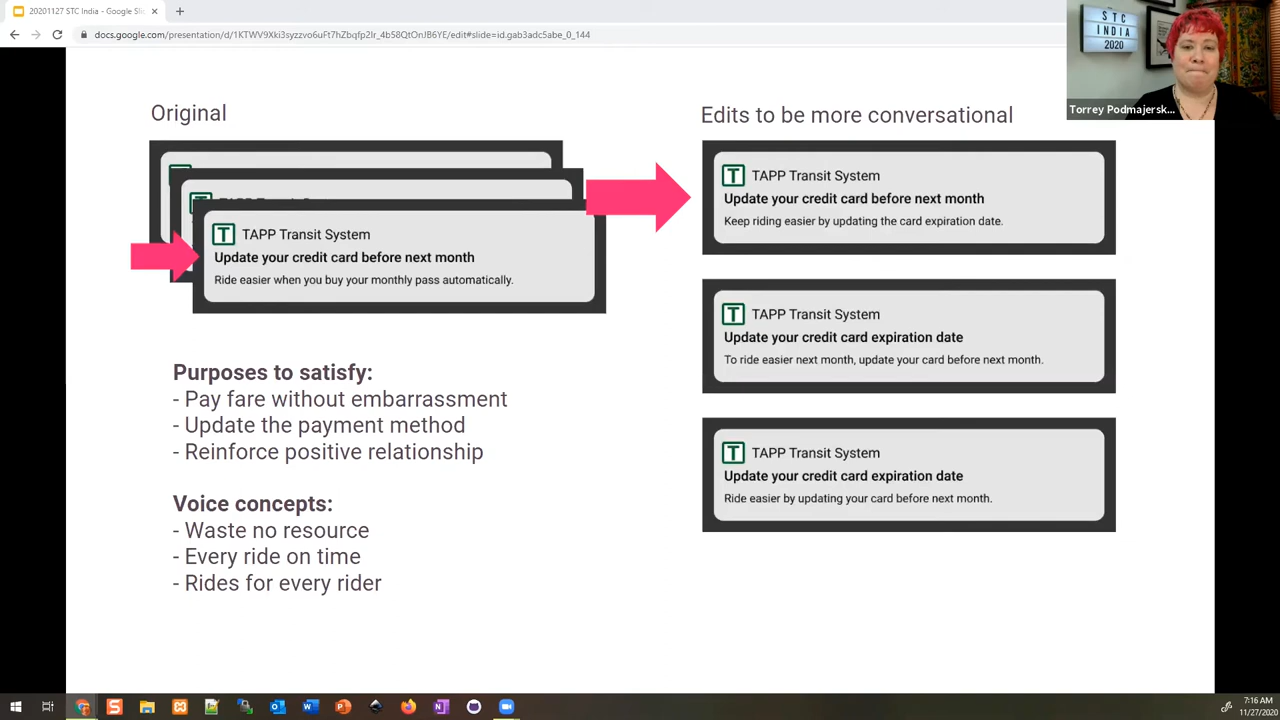 20201127 STC India - Google Sli
docs.google.com/presentation/d/1KTWV9Xki3syzzvo6uFt7hZbqfp2lr_4b58QtDnJB6YE/edit#slide=id.gab3adc5abe_0_144
STC
INDIA
2020
Torrey Podmajersk...
Original
TAPP Transit System
Update your credit card before next month
Ride easier when you buy your monthly pass automatically.
Purposes to satisfy:
- Pay fare without embarrassment
- Update the payment method
- Reinforce positive relationship
Voice concepts:
- Waste no resource
- Every ride on time
- Rides for every rider
Edits to be more conversational
TAPP Transit System
Update your credit card before next month
Keep riding easier by updating the card expiration date.
TAPP Transit System
Update your credit card expiration date
To ride easier next month, update your card before next month.
TAPP Transit System
Update your credit card expiration date
Ride easier by updating your card before next month.
7:16 AM
11/27/2020